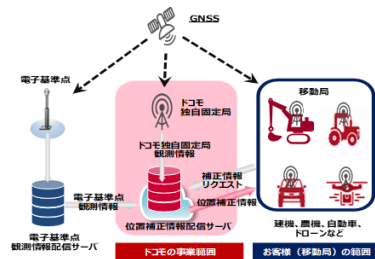 GNSS
電子基準点
ドコモ
独自固定局
移動局
ドコモ独自固定局
観測情報
補正情報
リクエスト
電子基準点
観測情報
位置補正情報
位置補正情報配信サーバ
電子基準点
観測情報配信サーバ
建機、農機、自動車、
ドローンなど
ドコモの事業範囲
お客様（移動局）の範囲